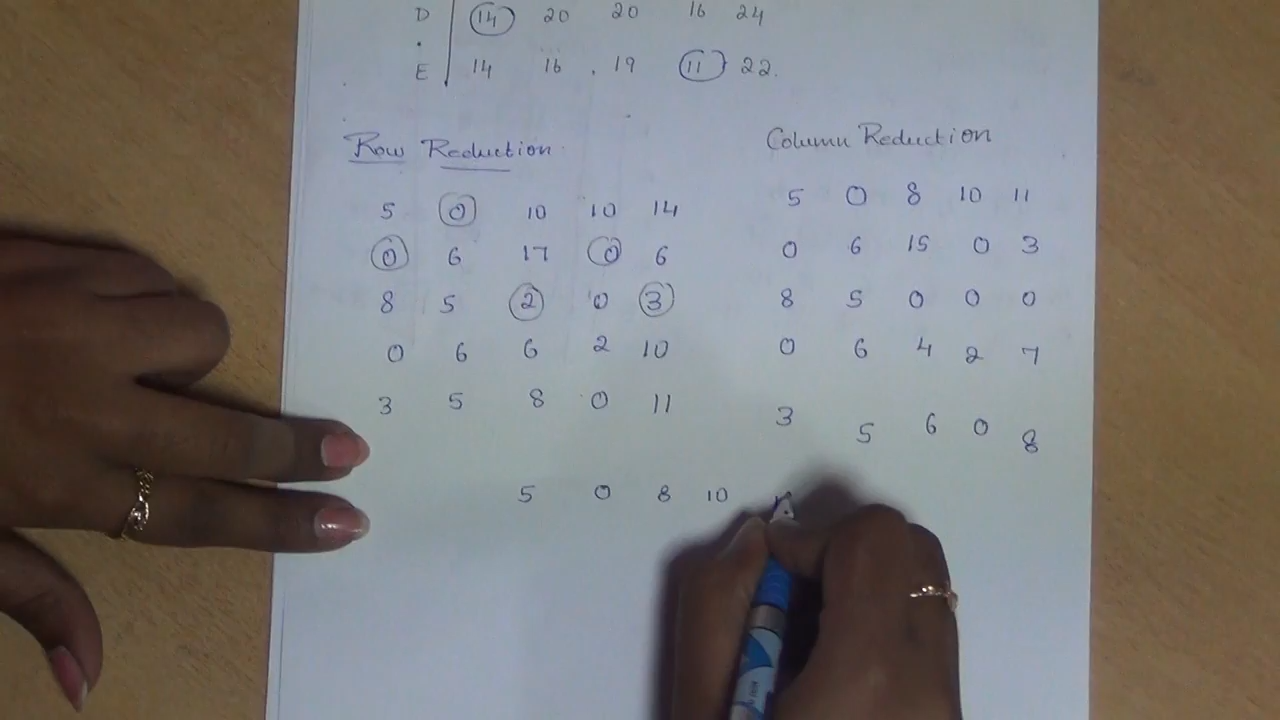 D 14 20 20 16 24
E 14 16 19 11 22
Row Reduction
5 0 10 10 14
0 6 17 0 6
8 5 2 0 3
0 6 6 2 10
3 5 8 0 11
Column Reduction
5 0 8 10 11
0 6 15 0 3
8 5 0 0 0
0 6 4 2 7
3 5 6 0 8
5 0 8 10